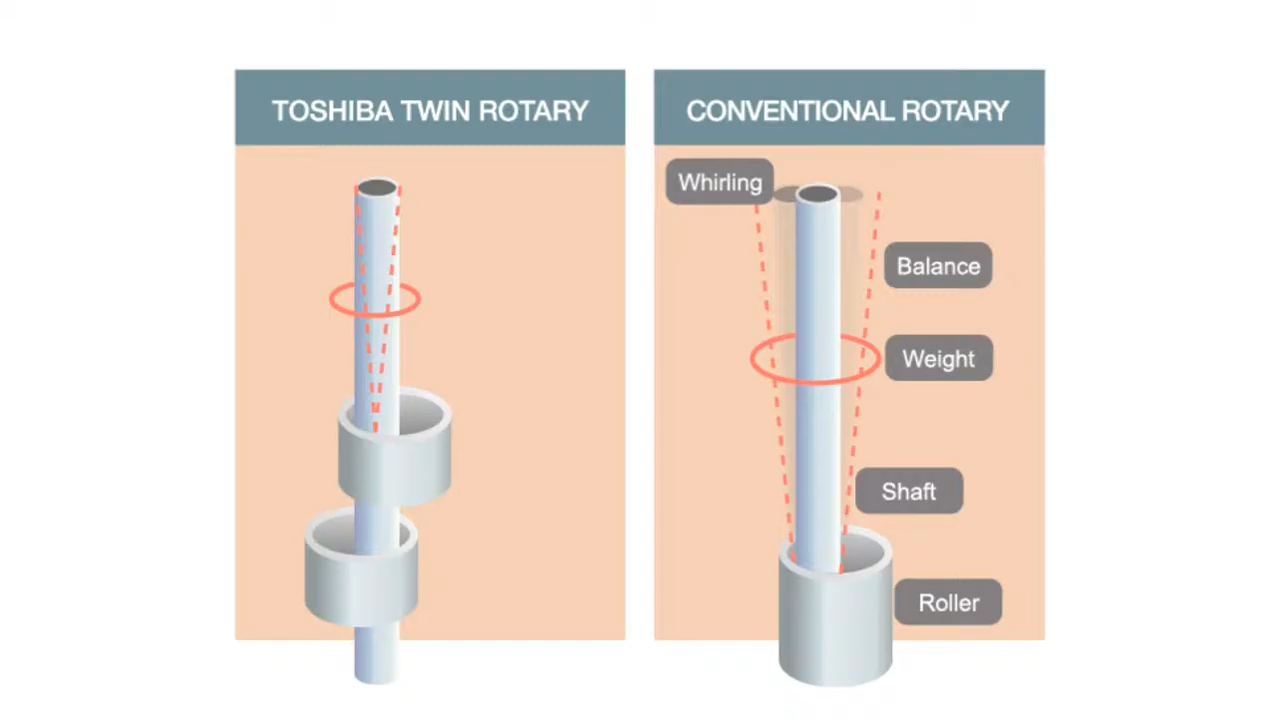 TOSHIBA TWIN ROTARY
CONVENTIONAL ROTARY
Whirling
Balance
Weight
Shaft
Roller